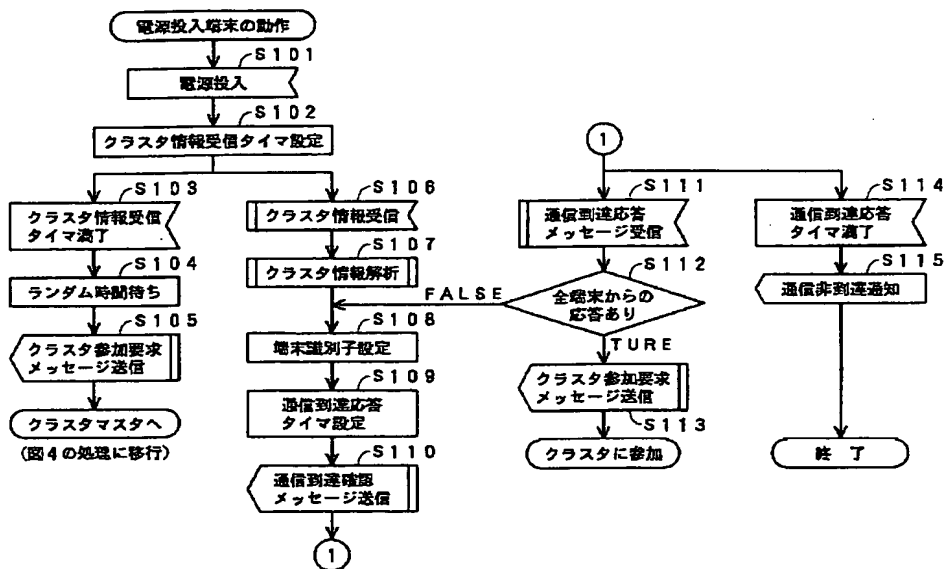 電源投入端末の動作
S101
電源投入
S102
クラスタ情報受信タイマ設定
S103
クラスタ情報受信
タイマ満了
S104
ランダム時間待ち
S105
クラスタ参加要求
メッセージ送信
クラスタマスタへ
(図4の処理に移行)
S106
クラスタ情報受信
S107
クラスタ情報解析
S108
端末識別子設定
S109
通信到達応答
タイマ設定
S110
通信到達確認
メッセージ送信
1
1
S111
通信到達応答
メッセージ受信
S112
全端末からの
応答あり
FALSE
TURE
クラスタ参加要求
メッセージ送信
S113
クラスタに参加
S114
通信到達応答
タイマ満了
S115
通信非到達通知
終 了